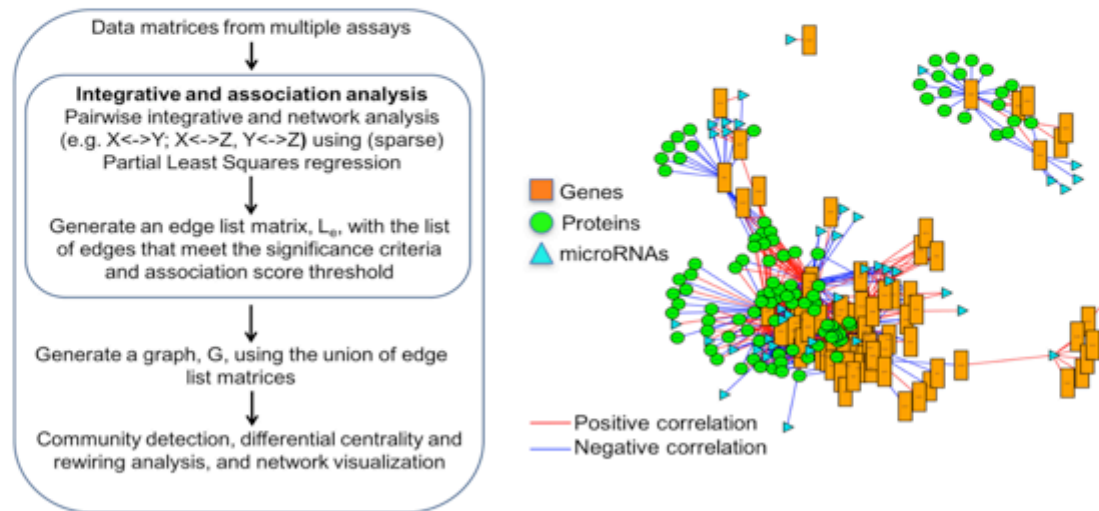 Data matrices from multiple assays
Integrative and association analysis
Pairwise integrative and network analysis
(e.g. X<->Y; X<->Z, Y<->Z) using (sparse)
Partial Least Squares regression
Generate an edge list matrix, Le, with the list
of edges that meet the significance criteria
and association score threshold
Generate a graph, G, using the union of edge
list matrices
Community detection, differential centrality and
rewiring analysis, and network visualization
Genes
Proteins
microRNAs
Positive correlation
Negative correlation